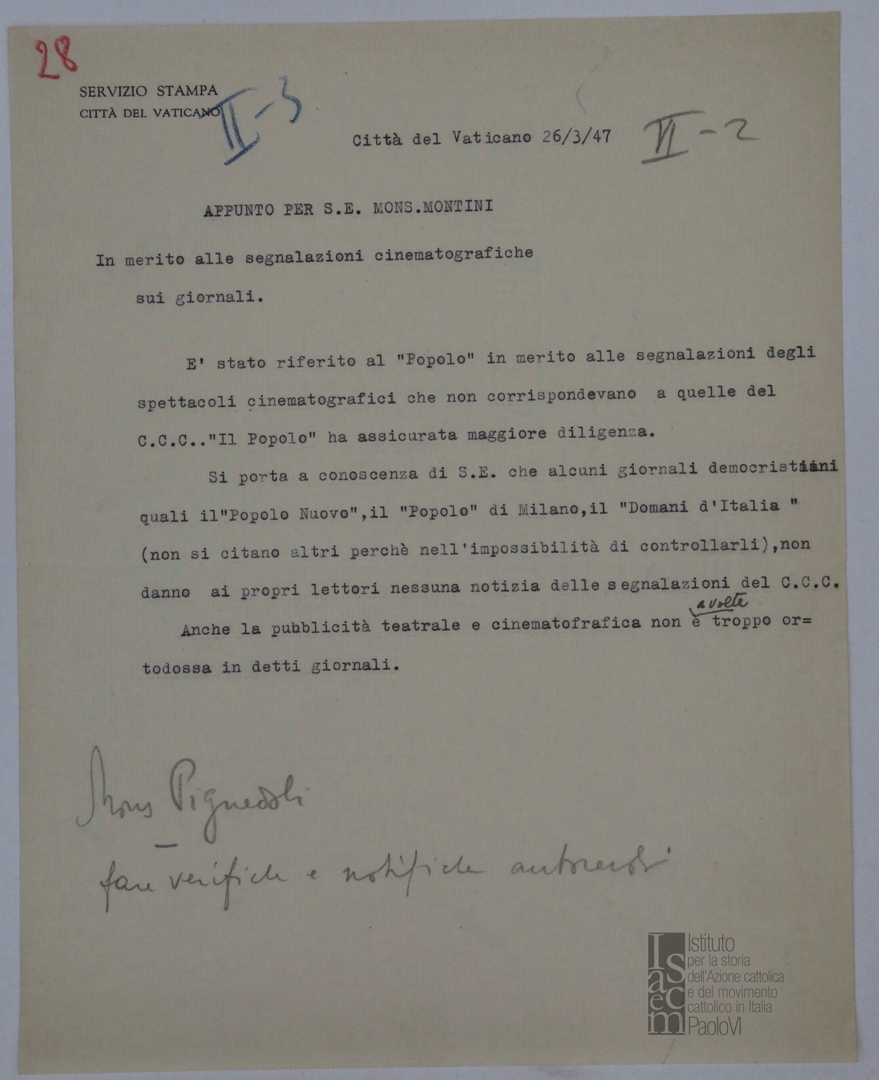 28
SERVIZIO STAMPA
CITTÀ DEL VATICANO
II-3
Città del Vaticano 26/3/47
VI-2
APPUNTO PER S.E. MONS.MONTINI
In merito alle segnalazioni cinematografiche
sui giornali.
E' stato riferito al "Popolo" in merito alle segnalazioni degli
spettacoli cinematografici che non corrispondevano a quelle del
C.C.C.."Il Popolo" ha assicurata maggiore diligenza.
Si porta a conoscenza di S.E. che alcuni giornali democristiani
quali il"Popolo Nuovo",il "Popolo" di Milano,il "Domani d'Italia "
(non si citano altri perchè nell'impossibilità di controllarli),non
danno ai propri lettori nessuna notizia delle segnalazioni del C.C.C.
a volte
Anche la pubblicità teatrale e cinematofrafica non è troppo or=
todossa in detti giornali.
Mons Pignedoli
fare verifiche e notifiche autorevoli
Isacem
Istituto
per la storia
dell'Azione cattolica
e del movimento
cattolico in Italia
PaoloVI